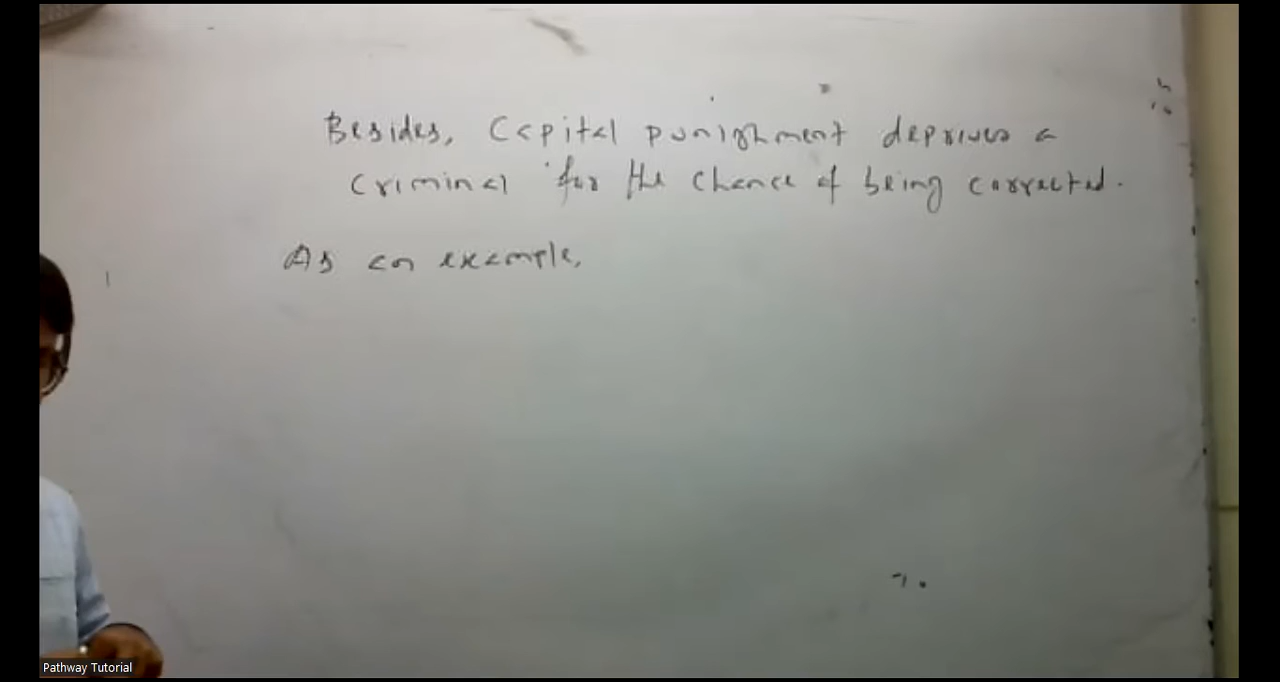 Besides, Capital punishment deprives a
criminal for the chance of being corrected.
As an example,
Pathway Tutorial